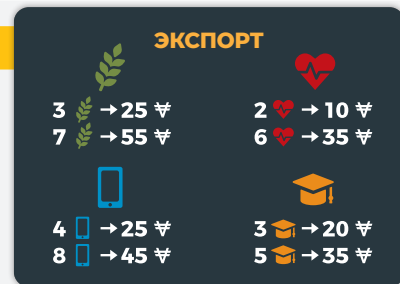 ЭКСПОРТ
3 → 25 ₩
7 → 55 ₩
2 → 10 ₩
6 → 35 ₩
4 → 25 ₩
8 → 45 ₩
3 → 20 ₩
5 → 35 ₩